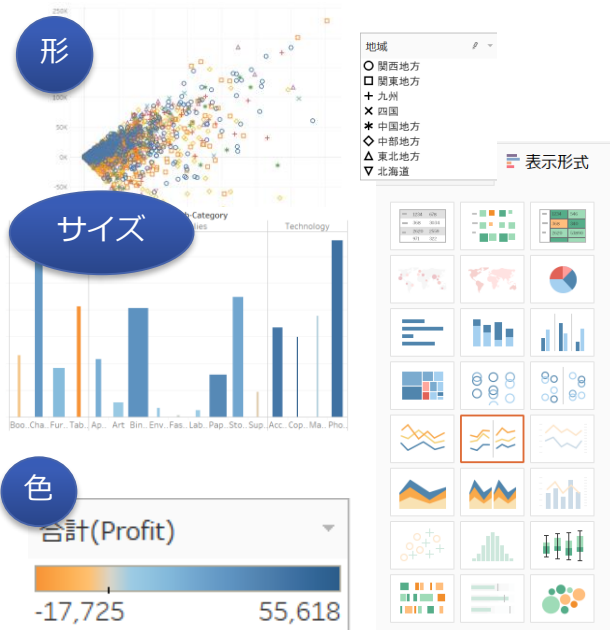 形
250K
100K
50K
0K
-50K
地域
関西地方
関東地方
九州
四国
中国地方
中部地方
東北地方
北海道
表示形式
サイズ
b-Category
ies
Technology
Boo.. Cha.. Fur.. Tab.. Ap.. Art Bin.. Env.. Fas.. Lab.. Pap.. Sto.. Sup.. Acc.. Cop.. Ma.. Pho..
色
合計(Profit)
-17,725
55,618